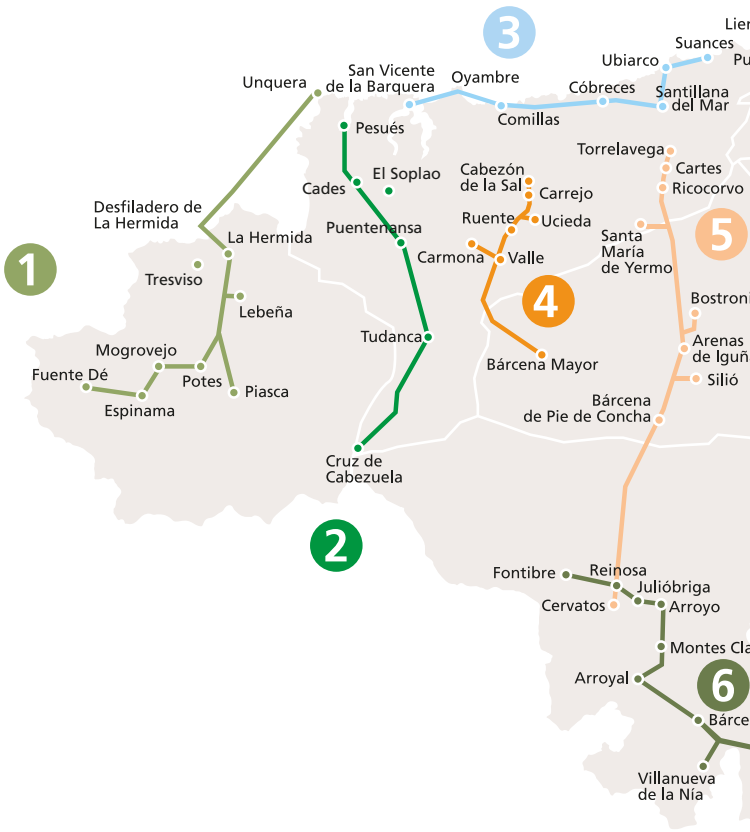 Lier
3
Suances
Pu
Ubiarco
San Vicente
de la Barquera
Oyambre
Unquera
Cóbreces
Santillana
del Mar
Comillas
Pesués
Torrelavega
El Soplao
Cabezón
de la Sal
Cartes
Cades
Carrejo
Ricocorvo
Desfiladero de
La Hermida
Ruente
Ucieda
Puentenansa
La Hermida
Santa
María
de Yermo
5
Carmona
Valle
1
Tresviso
4
Lebeña
Bostroni
Tudanca
Mogrovejo
Arenas
de Iguñ
Bárcena Mayor
Fuente Dé
Potes
Piasca
Silió
Espinama
Bárcena
de Pie de Concha
Cruz de
Cabezuela
2
Fontibre
Reinosa
Julióbriga
Cervatos
Arroyo
Montes Cla
Arroyal
6
Bárce
Villanueva
de la Nía